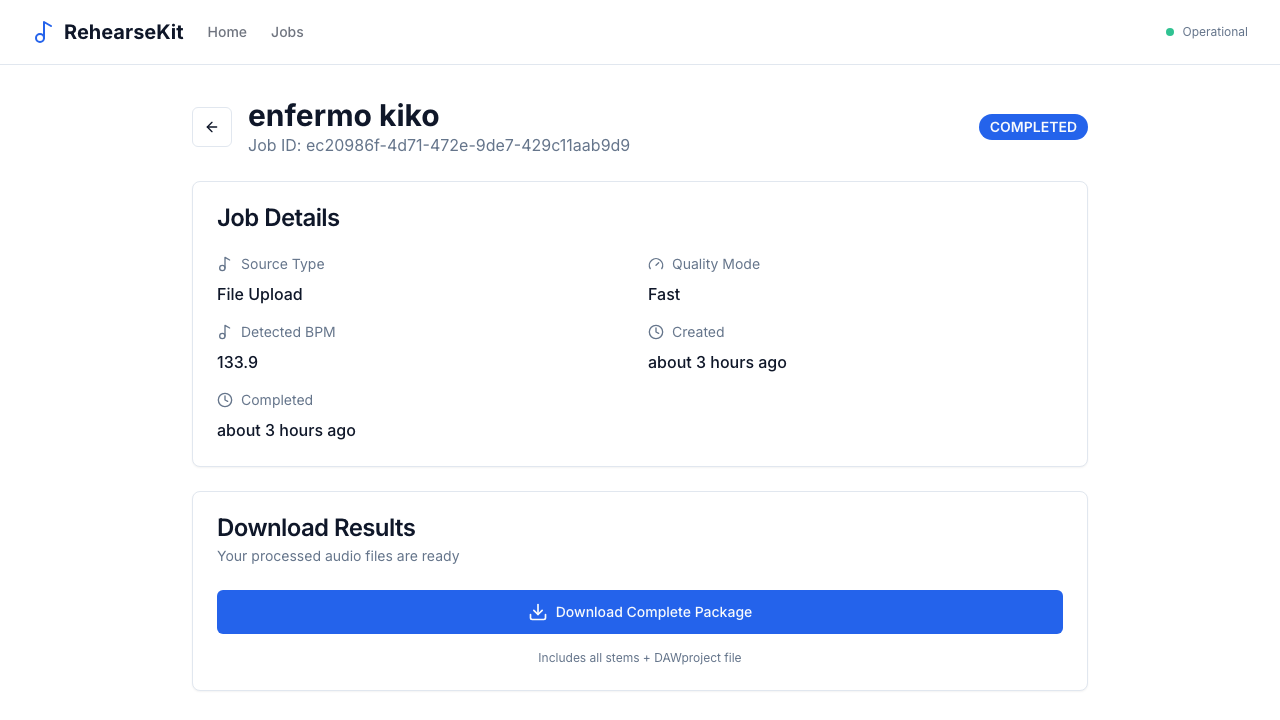 RehearseKit
Home
Jobs
Operational
enfermo kiko
Job ID: ec20986f-4d71-472e-9de7-429c11aab9d9
COMPLETED
Job Details
Source Type
File Upload
Quality Mode
Fast
Detected BPM
133.9
Created
about 3 hours ago
Completed
about 3 hours ago
Download Results
Your processed audio files are ready
Download Complete Package
Includes all stems + DAWproject file